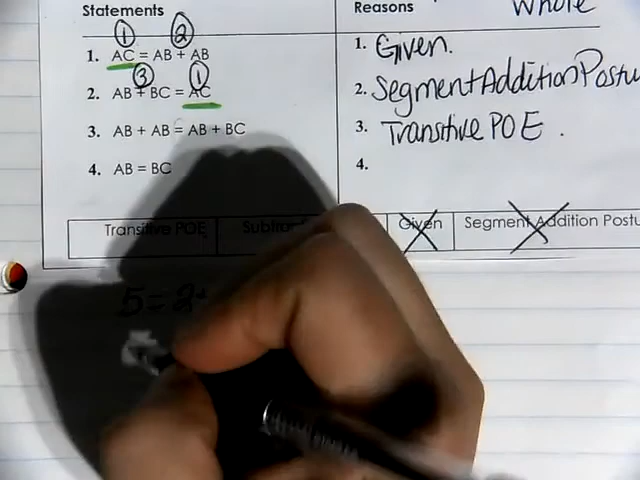 Statements Reasons Whole
① ②
1. AC = AB + AB 1. Given.
③ ①
2. AB + BC = AC 2. Segment Addition Postu
3. AB + AB = AB + BC 3. Transitive POE.
4. AB = BC 4.
Transitive POE Given Segment Addition Postu
5 = 2+